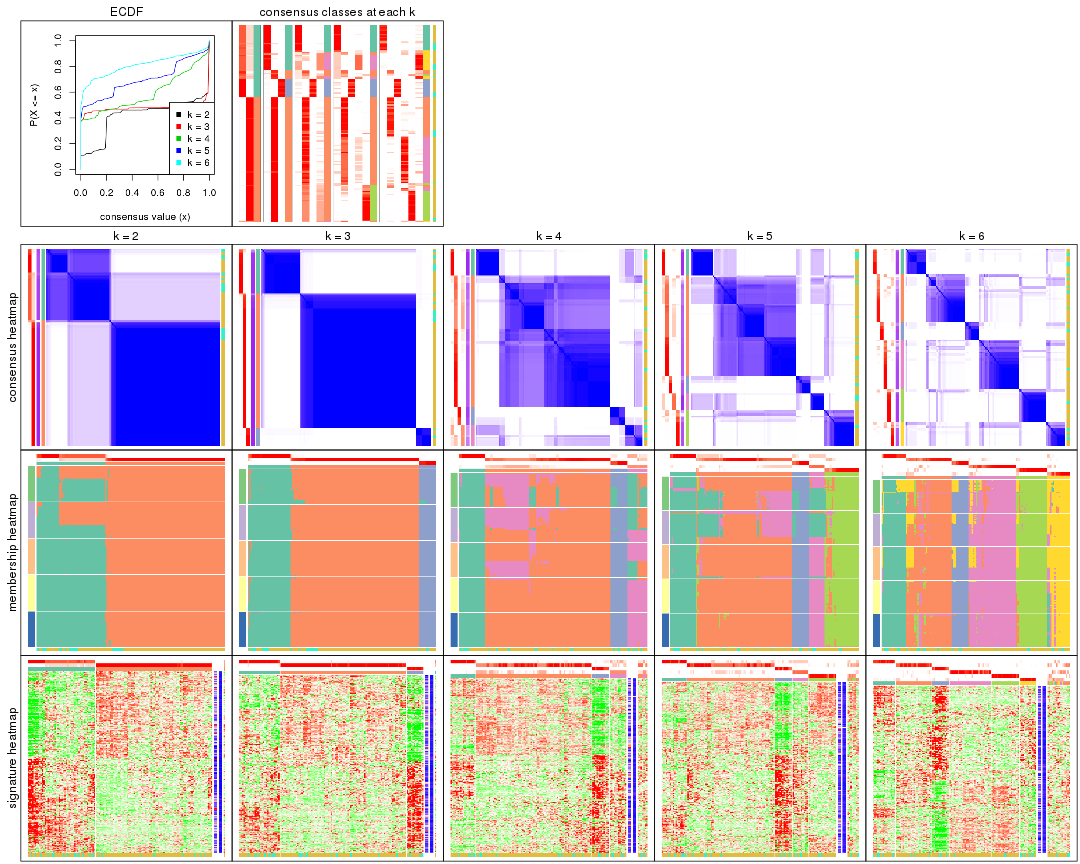 ECDF
consensus classes at each k
P(X <= x)
1.0
0.8
0.6
0.4
0.2
0.0
k = 2
k = 3
k = 4
k = 5
k = 6
0.0 0.2 0.4 0.6 0.8 1.0
consensus value (x)
k = 2
k = 3
k = 4
k = 5
k = 6
consensus heatmap
membership heatmap
signature heatmap